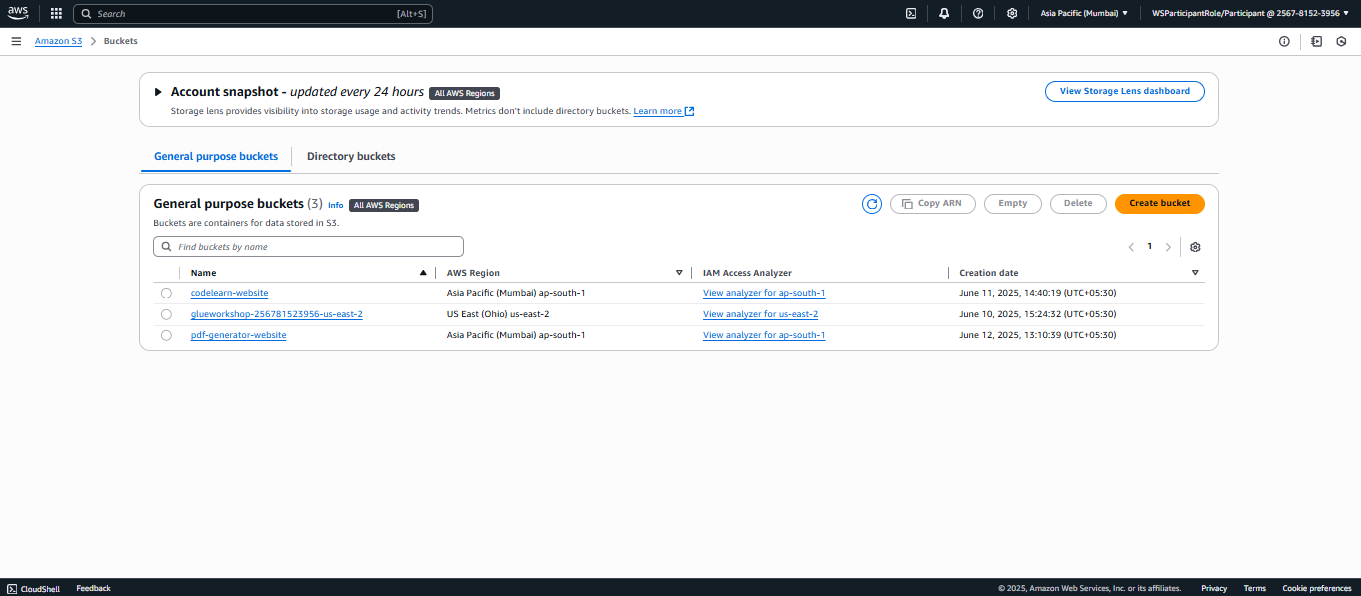 aws Search [Alt+S] Asia Pacific (Mumbai) WSParticipantRole/Participant @ 2567-8152-3956
Amazon S3 > Buckets
Account snapshot - updated every 24 hours All AWS Regions View Storage Lens dashboard
Storage lens provides visibility into storage usage and activity trends. Metrics don't include directory buckets. Learn more
General purpose buckets Directory buckets
General purpose buckets (3) Info All AWS Regions Copy ARN Empty Delete Create bucket
Buckets are containers for data stored in S3.
Find buckets by name < 1 >
Name AWS Region IAM Access Analyzer Creation date
codelearn-website Asia Pacific (Mumbai) ap-south-1 View analyzer for ap-south-1 June 11, 2025, 14:40:19 (UTC+05:30)
glueworkshop-256781523956-us-east-2 US East (Ohio) us-east-2 View analyzer for us-east-2 June 10, 2025, 15:24:32 (UTC+05:30)
pdf-generator-website Asia Pacific (Mumbai) ap-south-1 View analyzer for ap-south-1 June 12, 2025, 13:10:39 (UTC+05:30)
CloudShell Feedback © 2025, Amazon Web Services, Inc. or its affiliates. Privacy Terms Cookie preferences